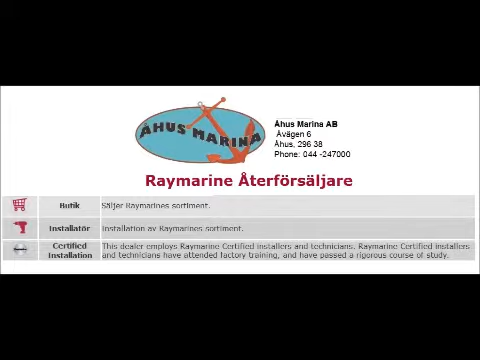 ÅHUS MARINA
Åhus Marina AB
Åvägen 6
Åhus, 296 38
Phone: 044 -247000
Raymarine Återförsäljare
Butik
Säljer Raymarines sortiment.
Installatör
Installation av Raymarines sortiment.
Certified
Installation
This dealer employs Raymarine Certified installers and technicians. Raymarine Certified installers
and technicians have attended factory training, and have passed a rigorous course of study.